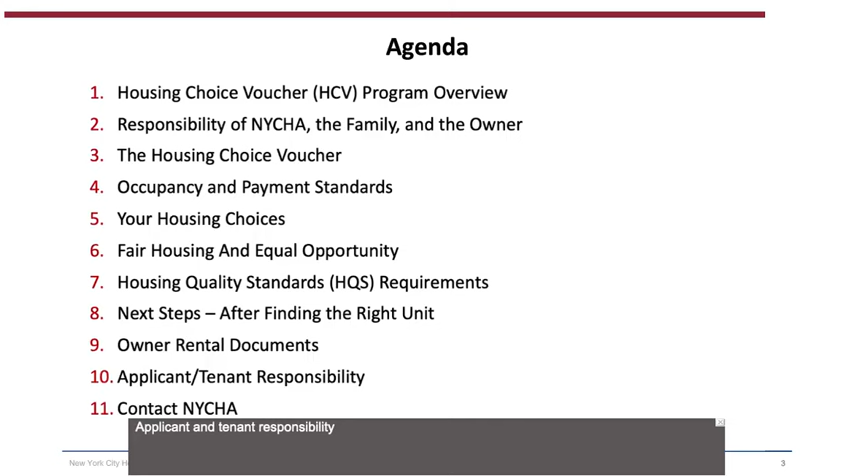 Agenda
1. Housing Choice Voucher (HCV) Program Overview
2. Responsibility of NYCHA, the Family, and the Owner
3. The Housing Choice Voucher
4. Occupancy and Payment Standards
5. Your Housing Choices
6. Fair Housing And Equal Opportunity
7. Housing Quality Standards (HQS) Requirements
8. Next Steps – After Finding the Right Unit
9. Owner Rental Documents
10. Applicant/Tenant Responsibility
11. Contact NYCHA
Applicant and tenant responsibility
New York City 3